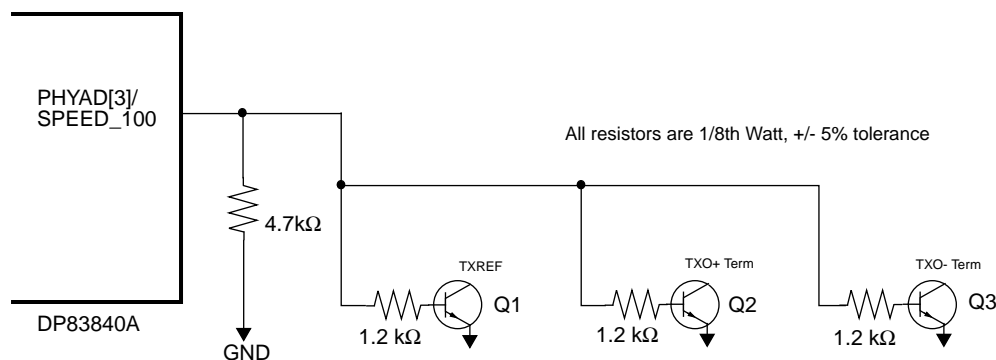 PHYAD[3]/
SPEED_100
All resistors are 1/8th Watt, +/- 5% tolerance
4.7kΩ
TXREF
TXO+ Term
TXO- Term
Q1
Q2
Q3
1.2 kΩ
1.2 kΩ
1.2 kΩ
DP83840A
GND